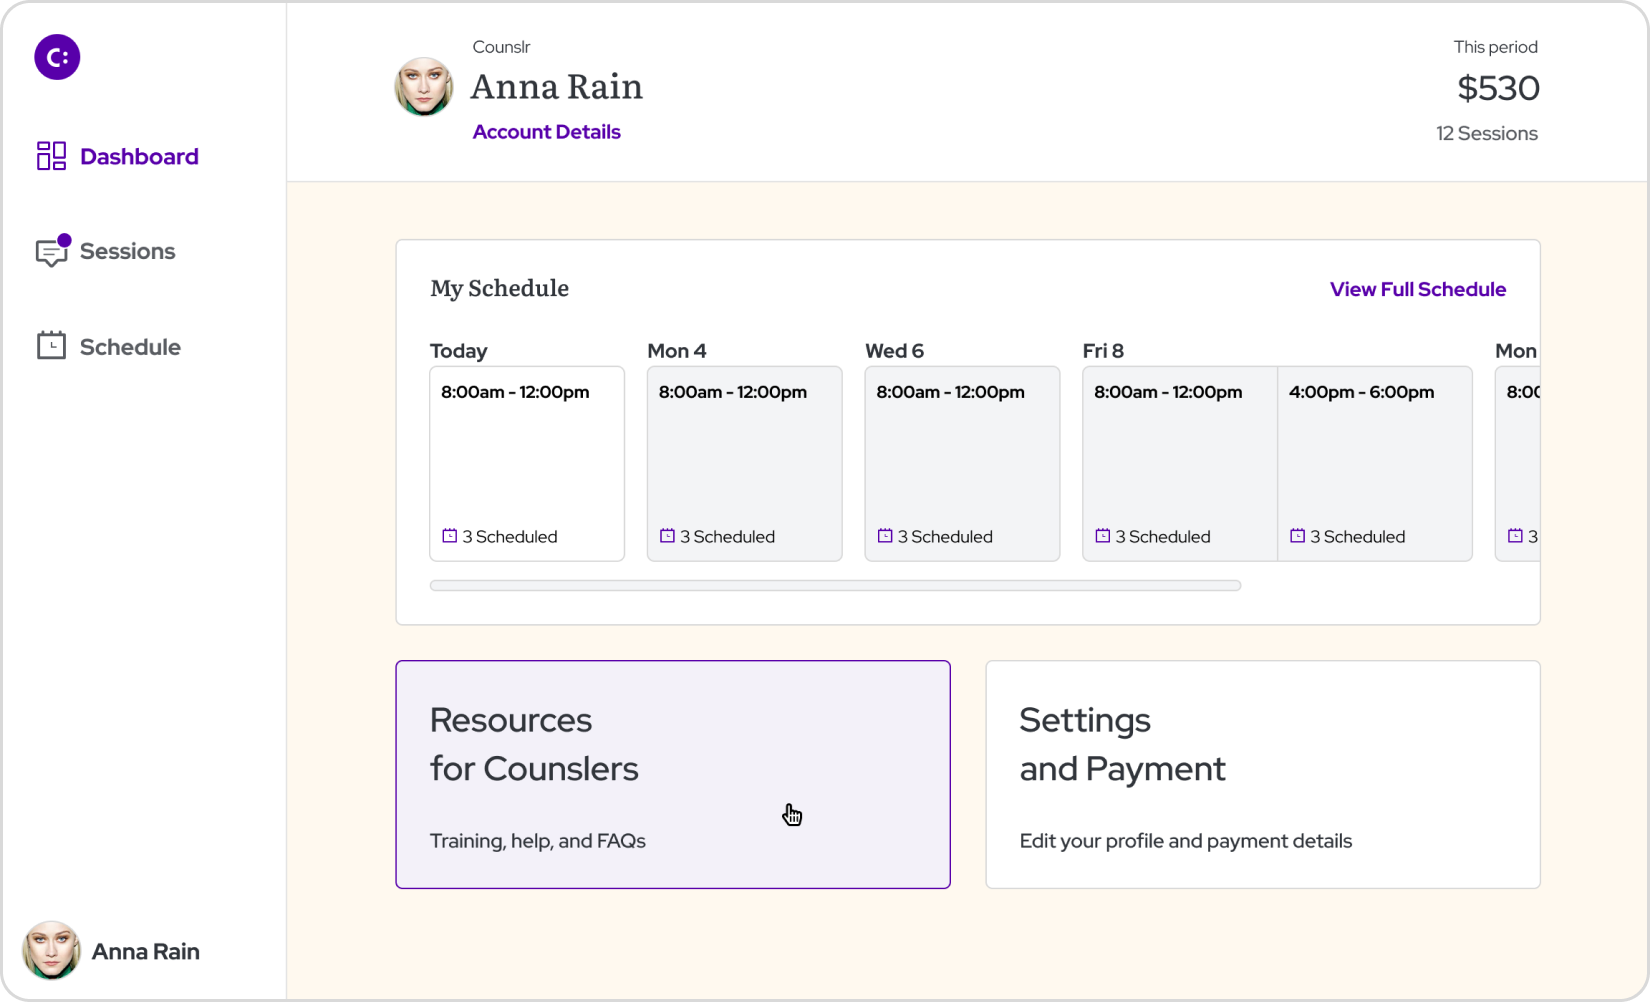 C:
Dashboard
Sessions
Schedule
Anna Rain
Counslr
Anna Rain
Account Details
This period
$530
12 Sessions
My Schedule
View Full Schedule
Today
8:00am - 12:00pm
3 Scheduled
Mon 4
8:00am - 12:00pm
3 Scheduled
Wed 6
8:00am - 12:00pm
3 Scheduled
Fri 8
8:00am - 12:00pm
3 Scheduled
4:00pm - 6:00pm
3 Scheduled
Mon
8:00
3
Resources
for Counslers
Training, help, and FAQs
Settings
and Payment
Edit your profile and payment details